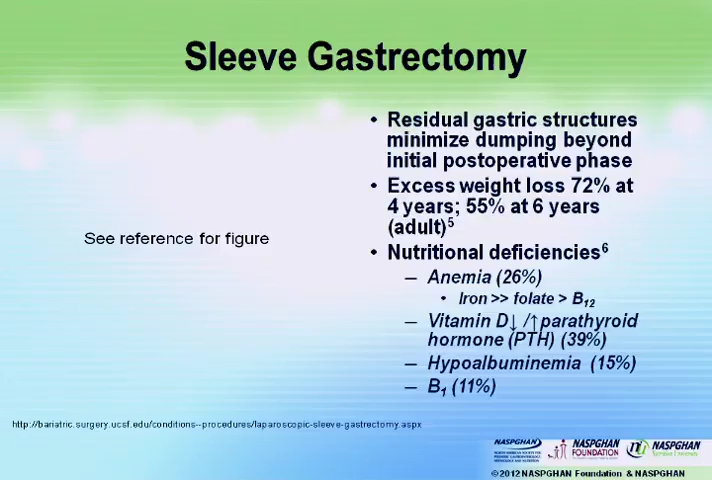 Sleeve Gastrectomy
• Residual gastric structures
minimize dumping beyond
initial postoperative phase
• Excess weight loss 72% at
4 years; 55% at 6 years
(adult)5
See reference for figure
• Nutritional deficiencies6
– Anemia (26%)
• Iron >> folate > B12
– Vitamin D↓ /↑parathyroid
hormone (PTH) (39%)
– Hypoalbuminemia (15%)
– B1 (11%)
http://bariatric.surgery.ucsf.edu/conditions--procedures/laparoscopic-sleeve-gastrectomy.aspx
NASPGHAN
NASPGHAN
FOUNDATION
NASPGHAN
©2012 NASPGHAN Foundation & NASPGHAN